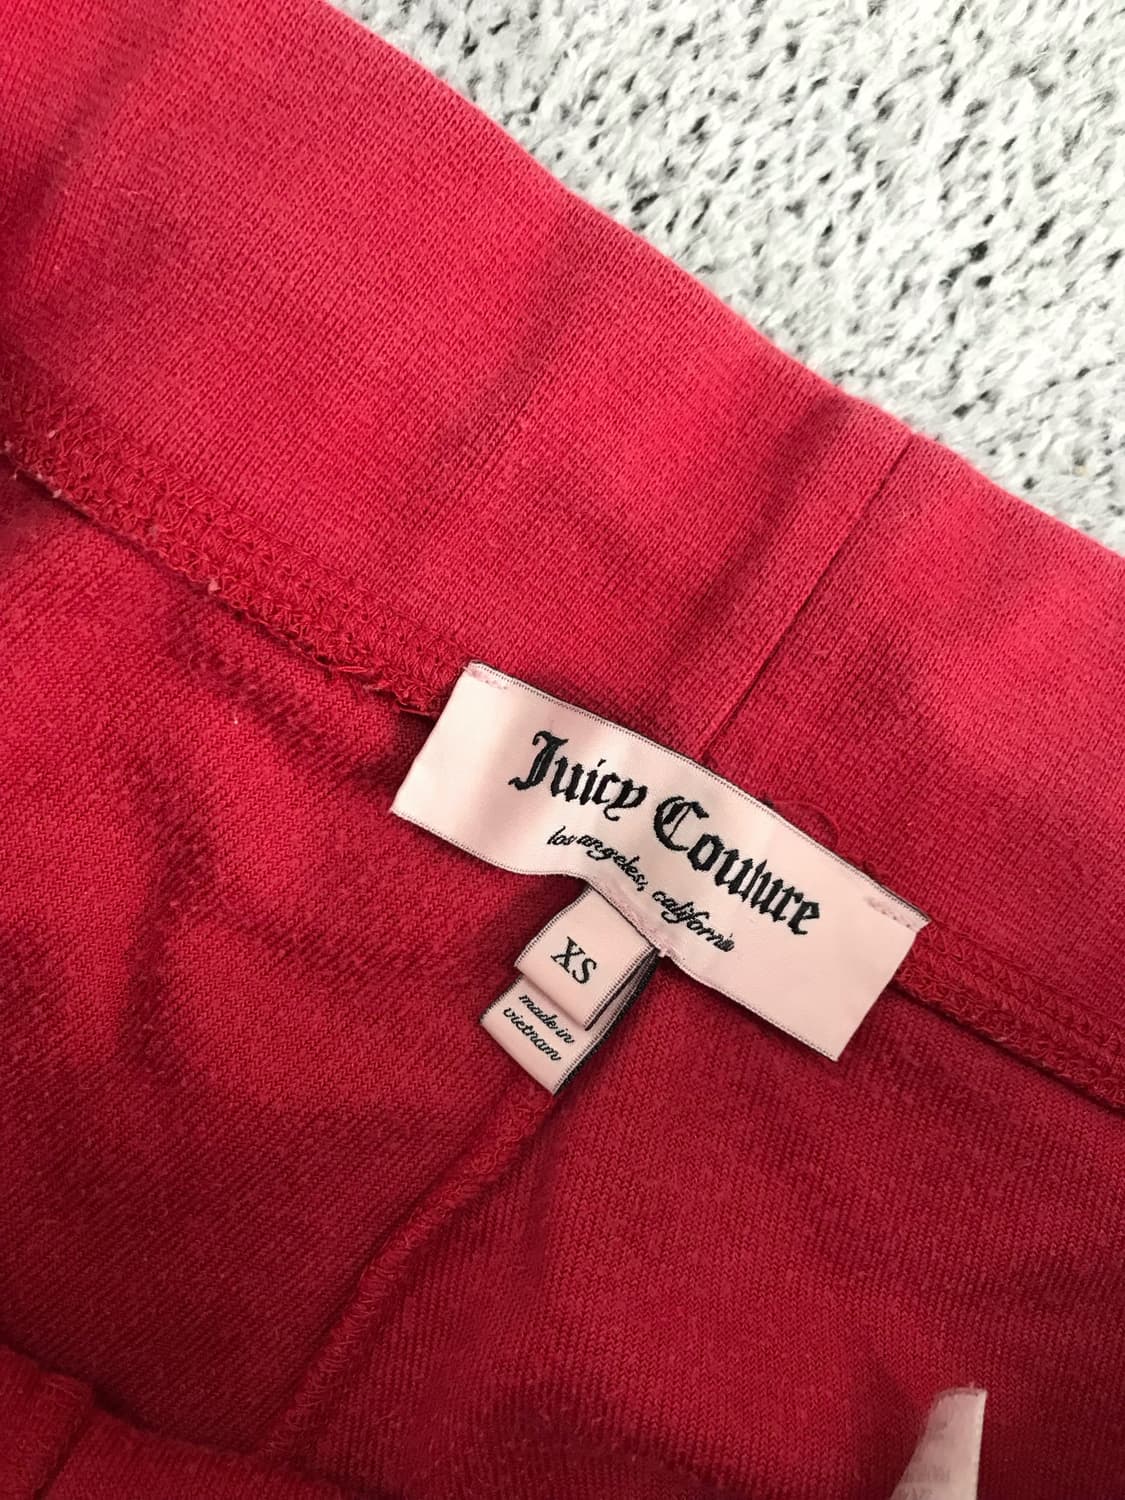 Juicy Couture
los angeles, california
XS
made in
vietnam